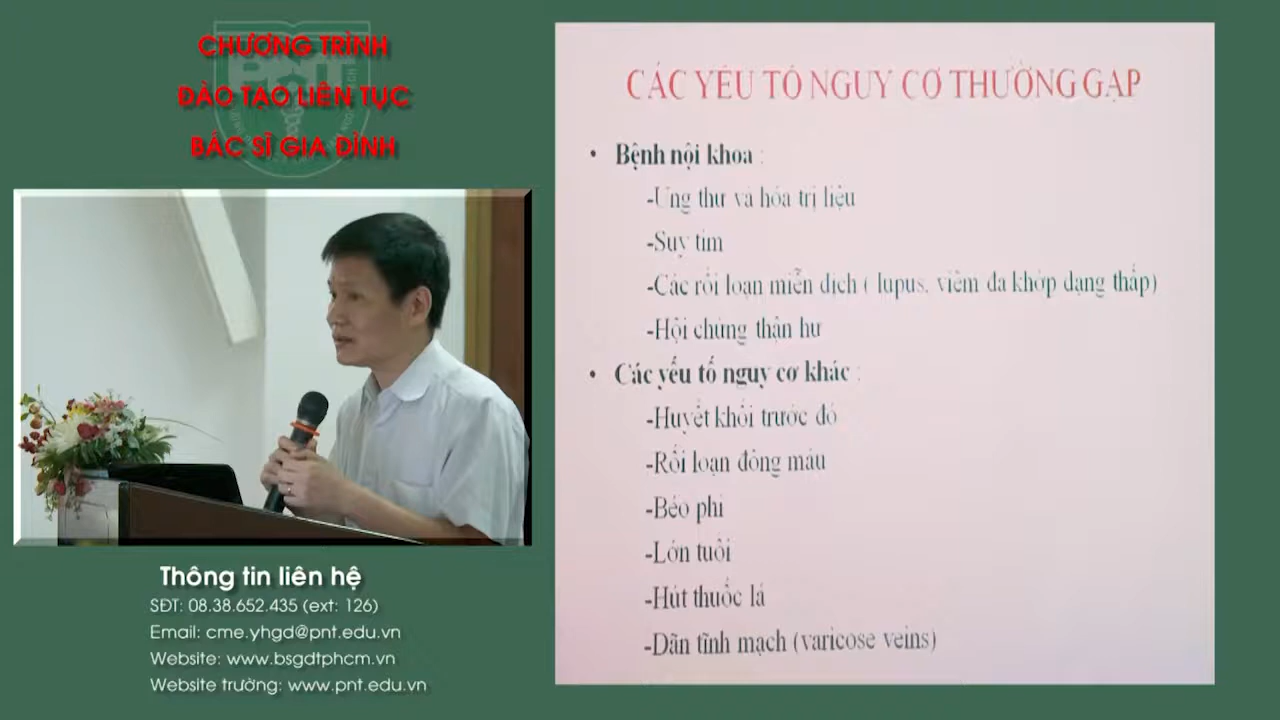 CHƯƠNG TRÌNH
ĐÀO TẠO LIÊN TỤC
BÁC SĨ GIA ĐÌNH
Thông tin liên hệ
SĐT: 08.38.652.435 (ext: 126)
Email: cme.yhgd@pnt.edu.vn
Website: www.bsgdtphcm.vn
Website trường: www.pnt.edu.vn
CÁC YẾU TỐ NGUY CƠ THƯỜNG GẶP
• Bệnh nội khoa :
-Ung thư và hóa trị liệu
-Suy tim
-Các rối loạn miễn dịch ( lupus, viêm đa khớp dạng thấp)
-Hội chứng thận hư
• Các yếu tố nguy cơ khác :
-Huyết khối trước đó
-Rối loạn đông máu
-Béo phì
-Lớn tuổi
-Hút thuốc lá
-Dãn tĩnh mạch (varicose veins)